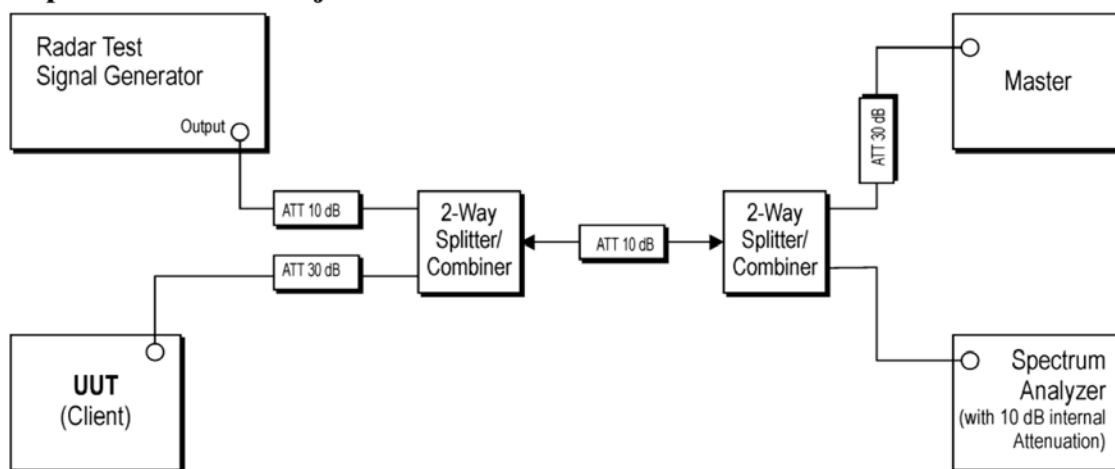 Radar Test
Signal Generator
Output
ATT 10 dB
ATT 30 dB
2-Way
Splitter/
Combiner
ATT 10 dB
2-Way
Splitter/
Combiner
ATT 30 dB
Master
UUT
(Client)
Spectrum
Analyzer
(with 10 dB internal
Attenuation)